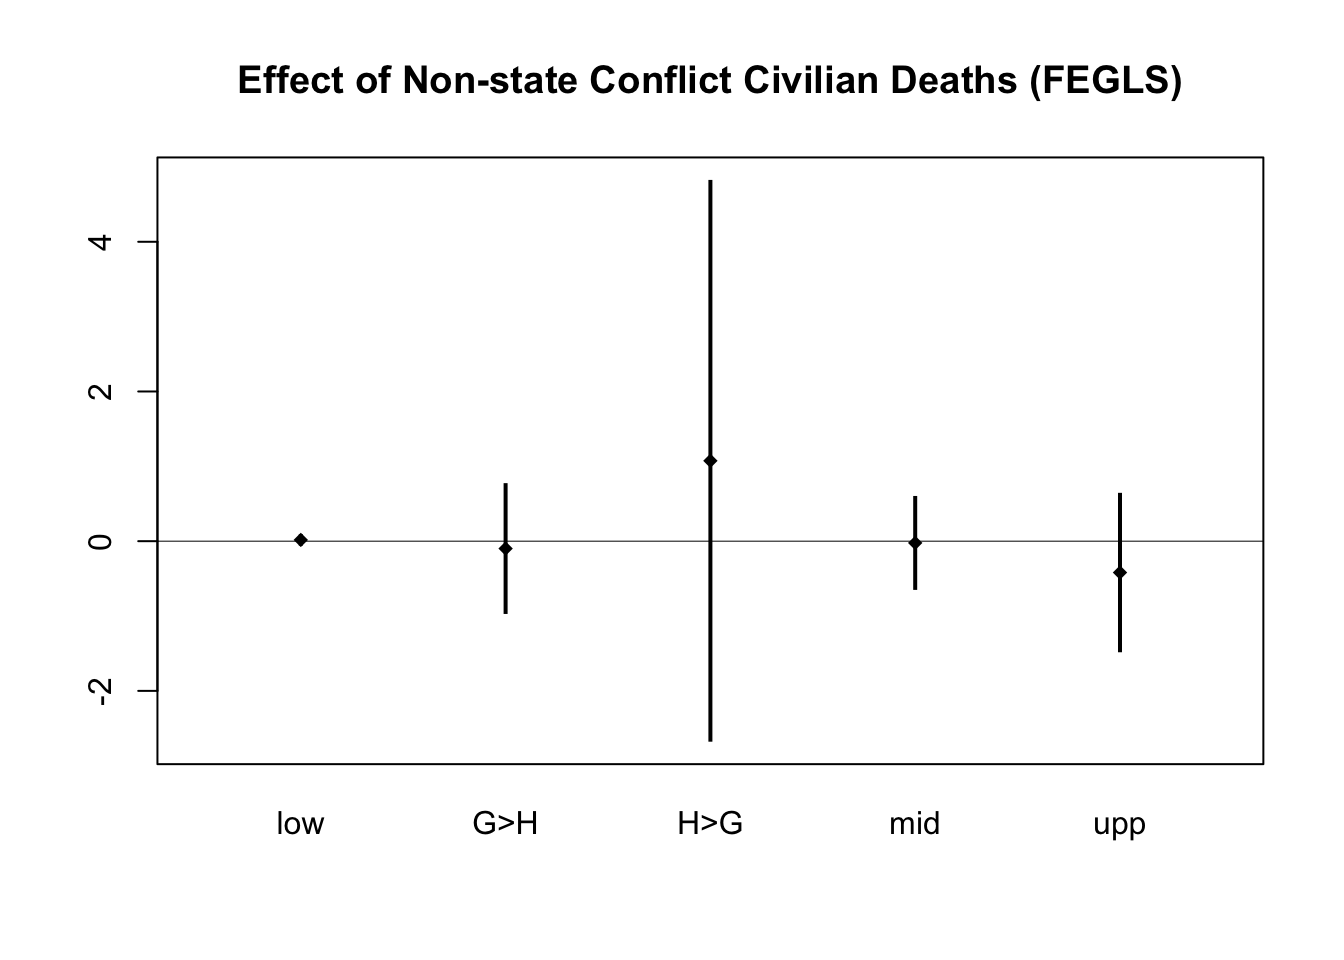 Effect of Non-state Conflict Civilian Deaths (FEGLS)
4
2
0
-2
low G>H H>G mid upp